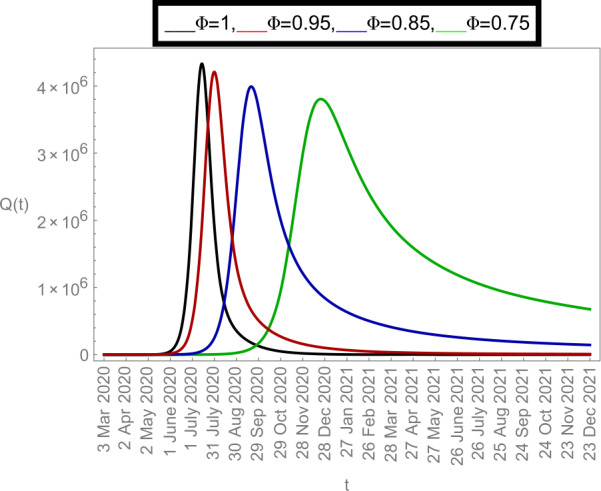 Φ=1, Φ=0.95, Φ=0.85, Φ=0.75
4×10⁶
3×10⁶
Q(t)
2×10⁶
1×10⁶
0
3 Mar 2020
2 Apr 2020
2 May 2020
1 June 2020
1 July 2020
31 July 2020
30 Aug 2020
29 Sep 2020
29 Oct 2020
28 Nov 2020
28 Dec 2020
27 Jan 2021
26 Feb 2021
28 Mar 2021
27 Apr 2021
27 May 2021
26 June 2021
26 July 2021
25 Aug 2021
24 Sep 2021
24 Oct 2021
23 Nov 2021
23 Dec 2021
t